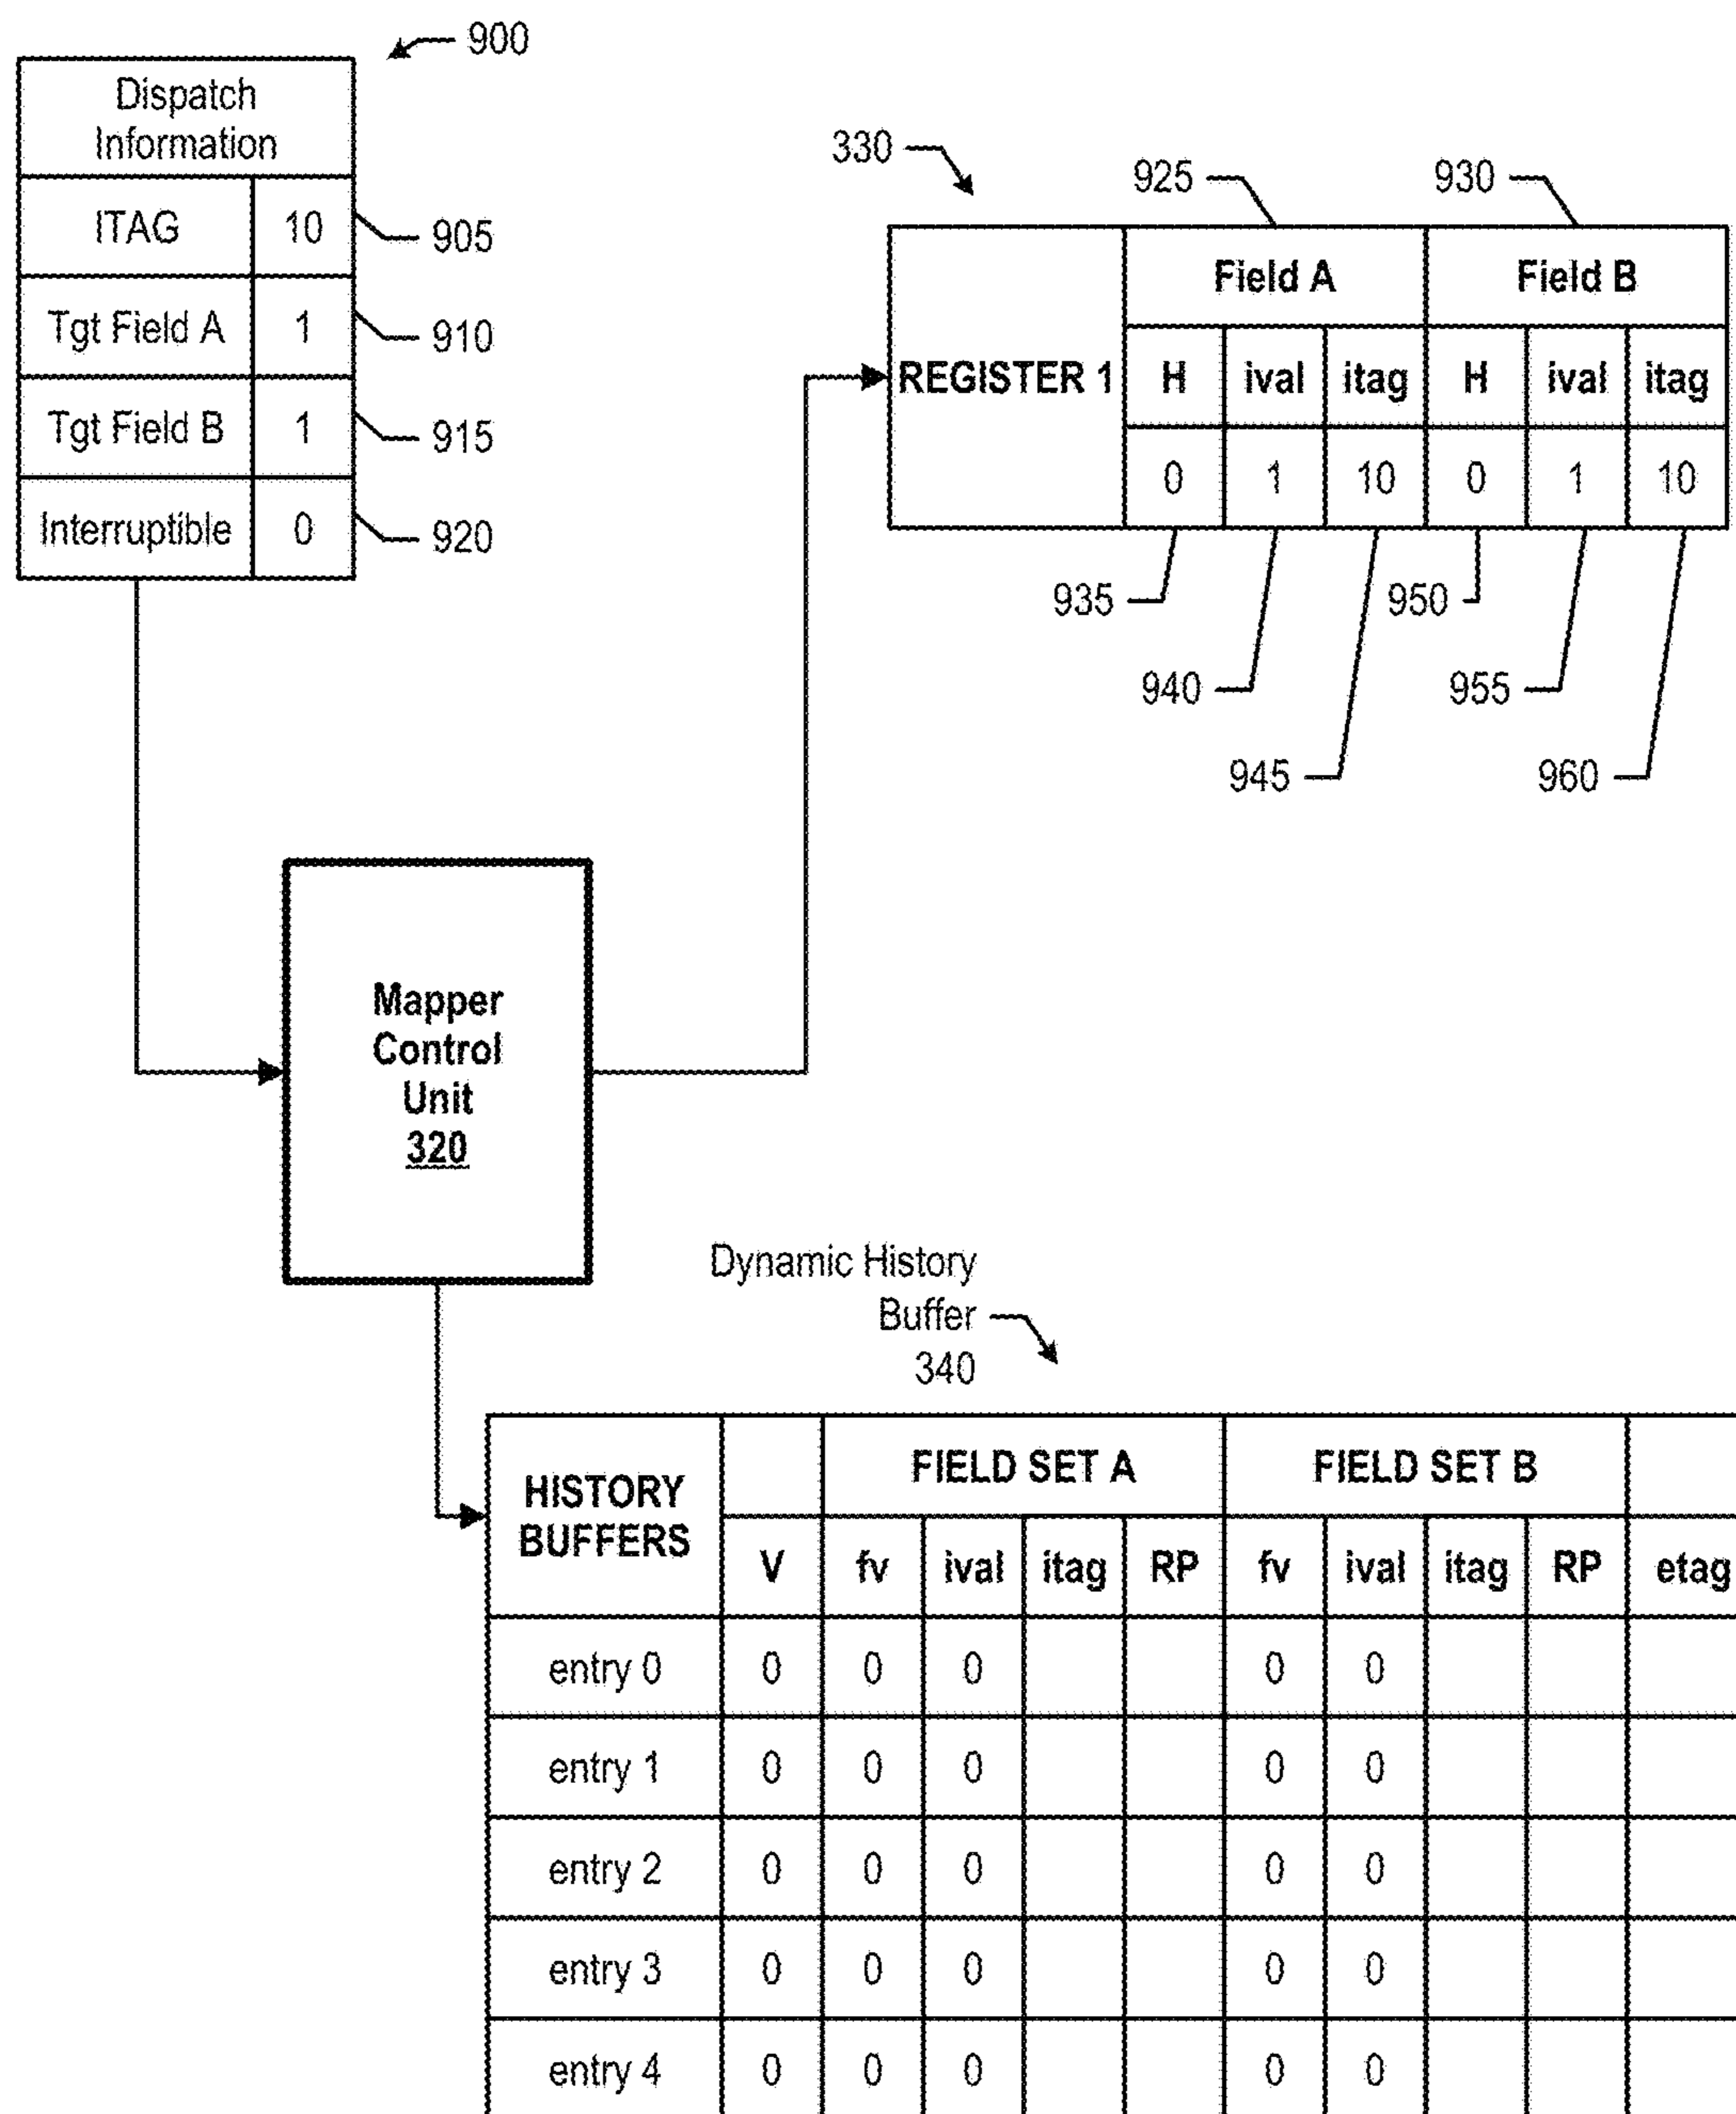 900
Dispatch
Information
ITAG 10
905
Tgt Field A 1
910
Tgt Field B 1
915
Interruptible 0
920
330
925
930
REGISTER 1
Field A Field B
H ival itag H ival itag
0 1 10 0 1 10
935
950
940
955
945
960
Mapper
Control
Unit
320
Dynamic History
Buffer
340
HISTORY
BUFFERS
FIELD SET A FIELD SET B
V fv ival itag RP fv ival itag RP etag
entry 0 0 0 0 0 0
entry 1 0 0 0 0 0
entry 2 0 0 0 0 0
entry 3 0 0 0 0 0
entry 4 0 0 0 0 0